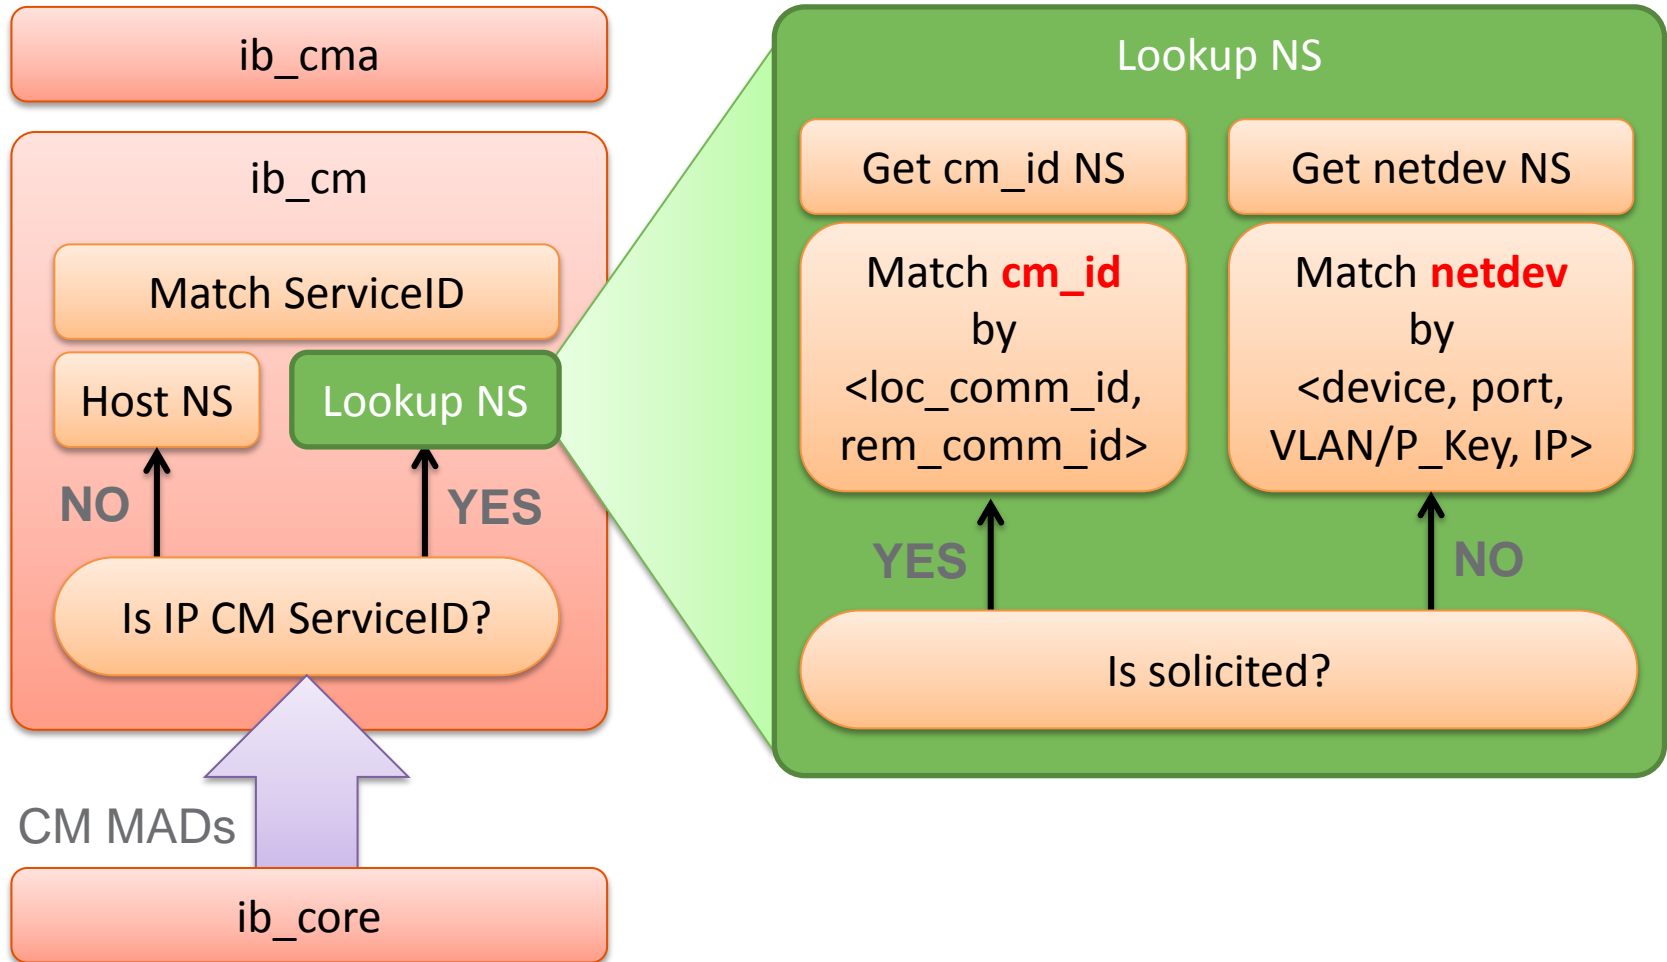 ib_cma
ib_cm
Match ServiceID
Host NS
Lookup NS
NO
YES
Is IP CM ServiceID?
CM MADs
ib_core
Lookup NS
Get cm_id NS
Get netdev NS
Match cm_id
by
<loc_comm_id,
rem_comm_id>
Match netdev
by
<device, port,
VLAN/P_Key, IP>
YES
NO
Is solicited?